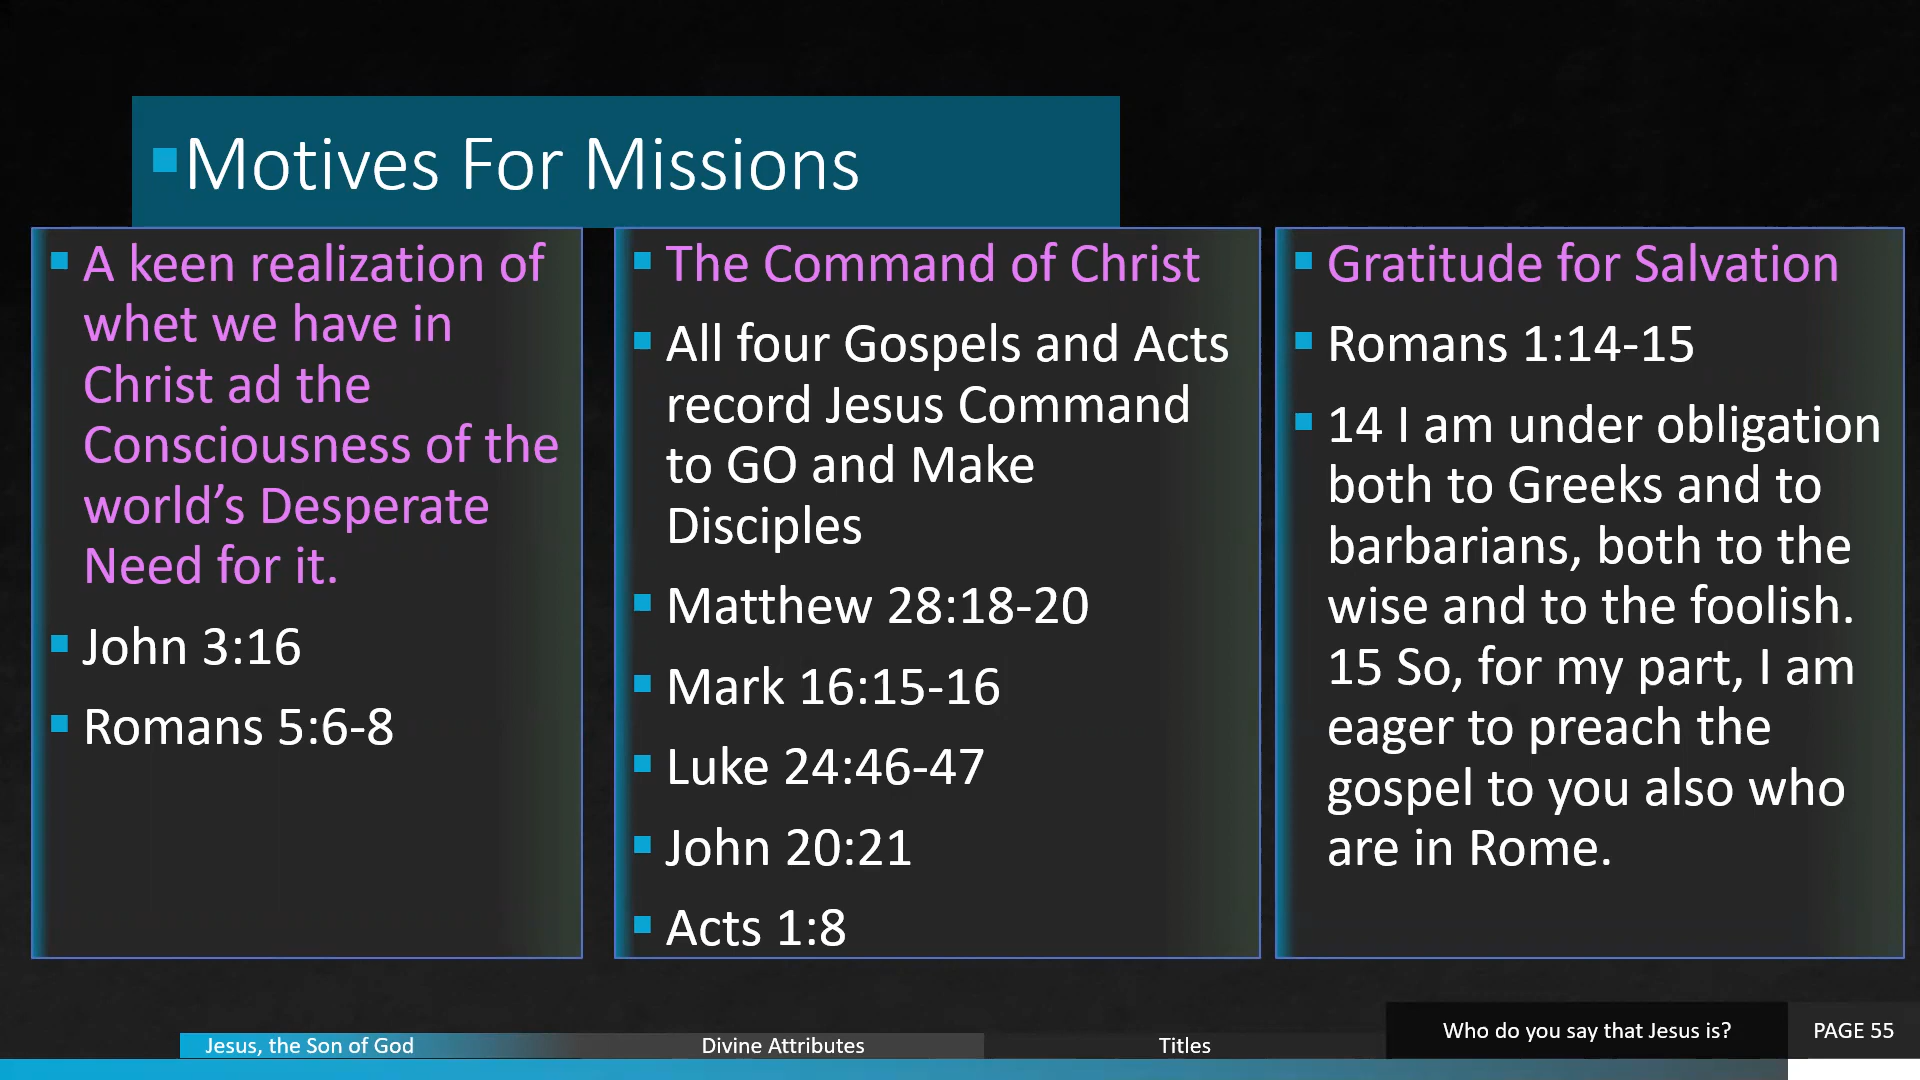 Motives For Missions
A keen realization of
whet we have in
Christ ad the
Consciousness of the
world’s Desperate
Need for it.
John 3:16
Romans 5:6-8
The Command of Christ
All four Gospels and Acts
record Jesus Command
to GO and Make
Disciples
Matthew 28:18-20
Mark 16:15-16
Luke 24:46-47
John 20:21
Acts 1:8
Gratitude for Salvation
Romans 1:14-15
14 I am under obligation
both to Greeks and to
barbarians, both to the
wise and to the foolish.
15 So, for my part, I am
eager to preach the
gospel to you also who
are in Rome.
Jesus, the Son of God
Divine Attributes
Titles
Who do you say that Jesus is?
PAGE 55